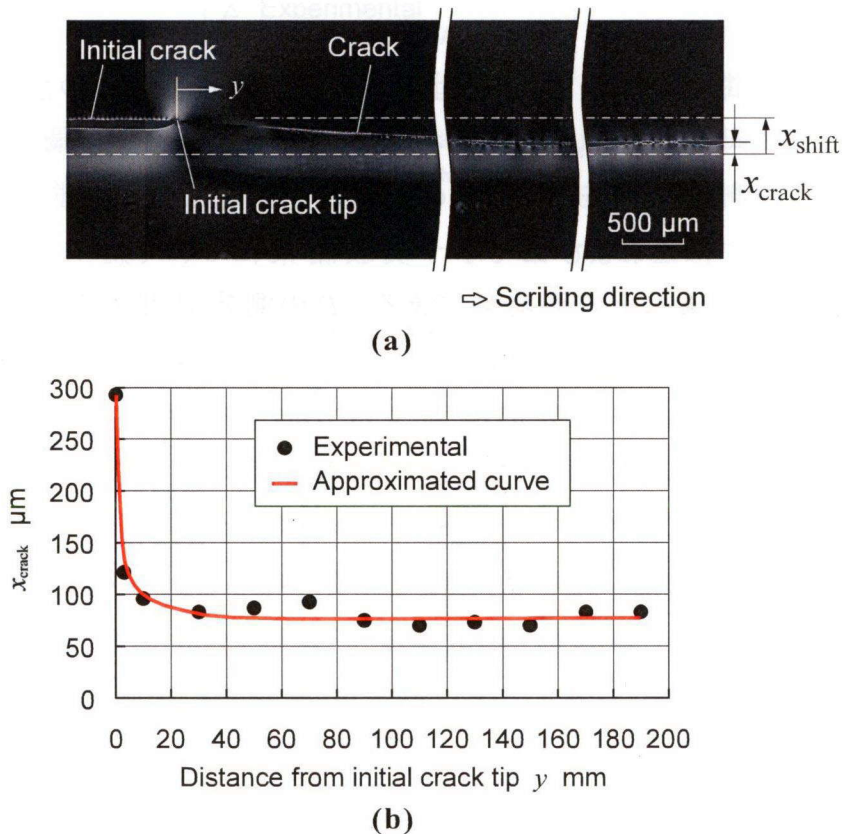 Initial crack
Crack
y
x_shift
x_crack
Initial crack tip
500 µm
⇨ Scribing direction
(a)
300
250
200
150
100
50
0
x_crack µm
Experimental
Approximated curve
0 20 40 60 80 100 120 140 160 180 200
Distance from initial crack tip y mm
(b)